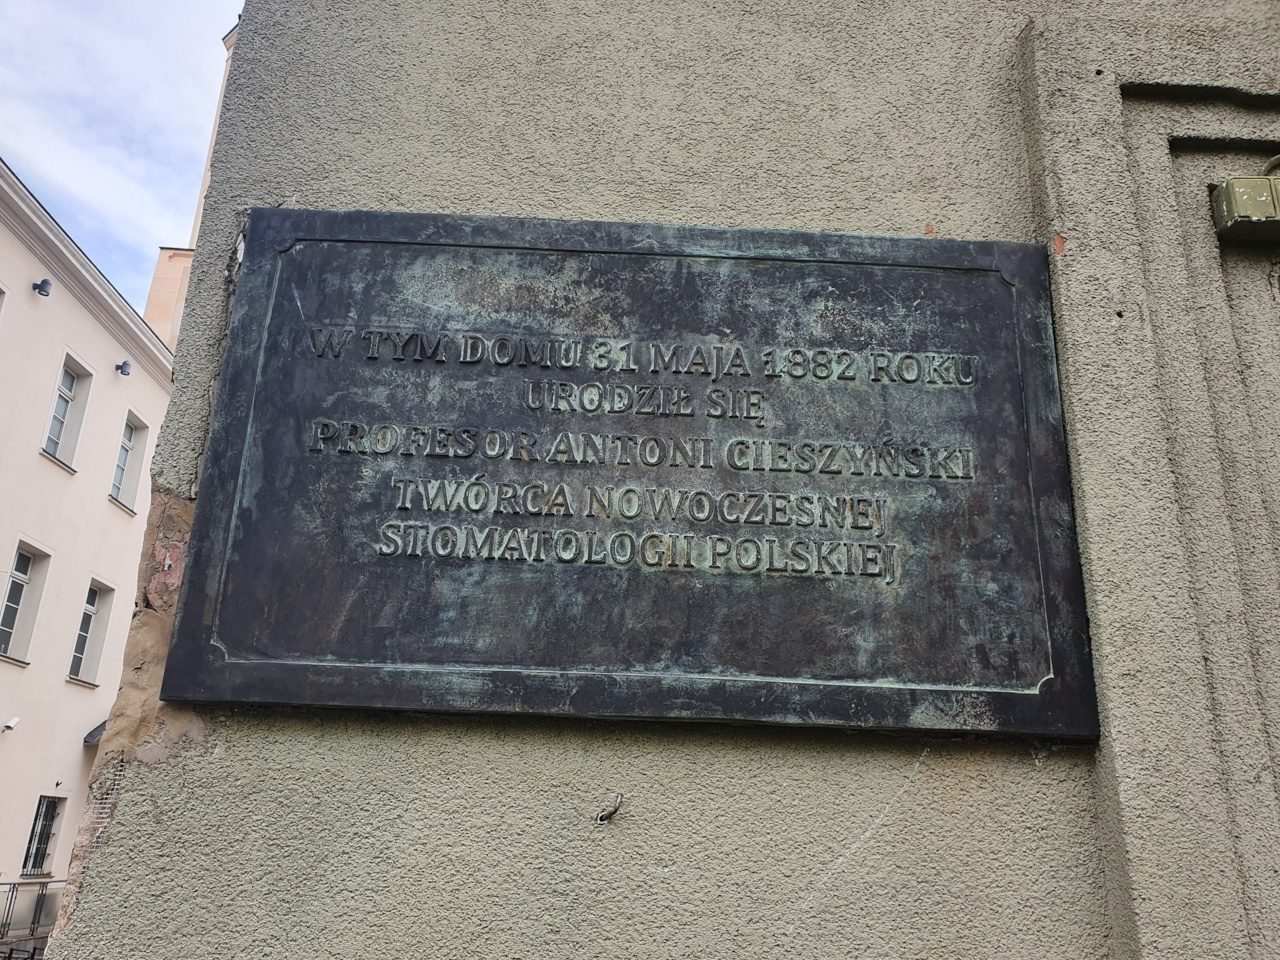 W TYM DOMU 31 MAJA 1882 ROKU
URODZIŁ SIĘ
PROFESOR ANTONI CIESZYŃSKI
TWÓRCA NOWOCZESNEJ
STOMATOLOGII POLSKIEJ